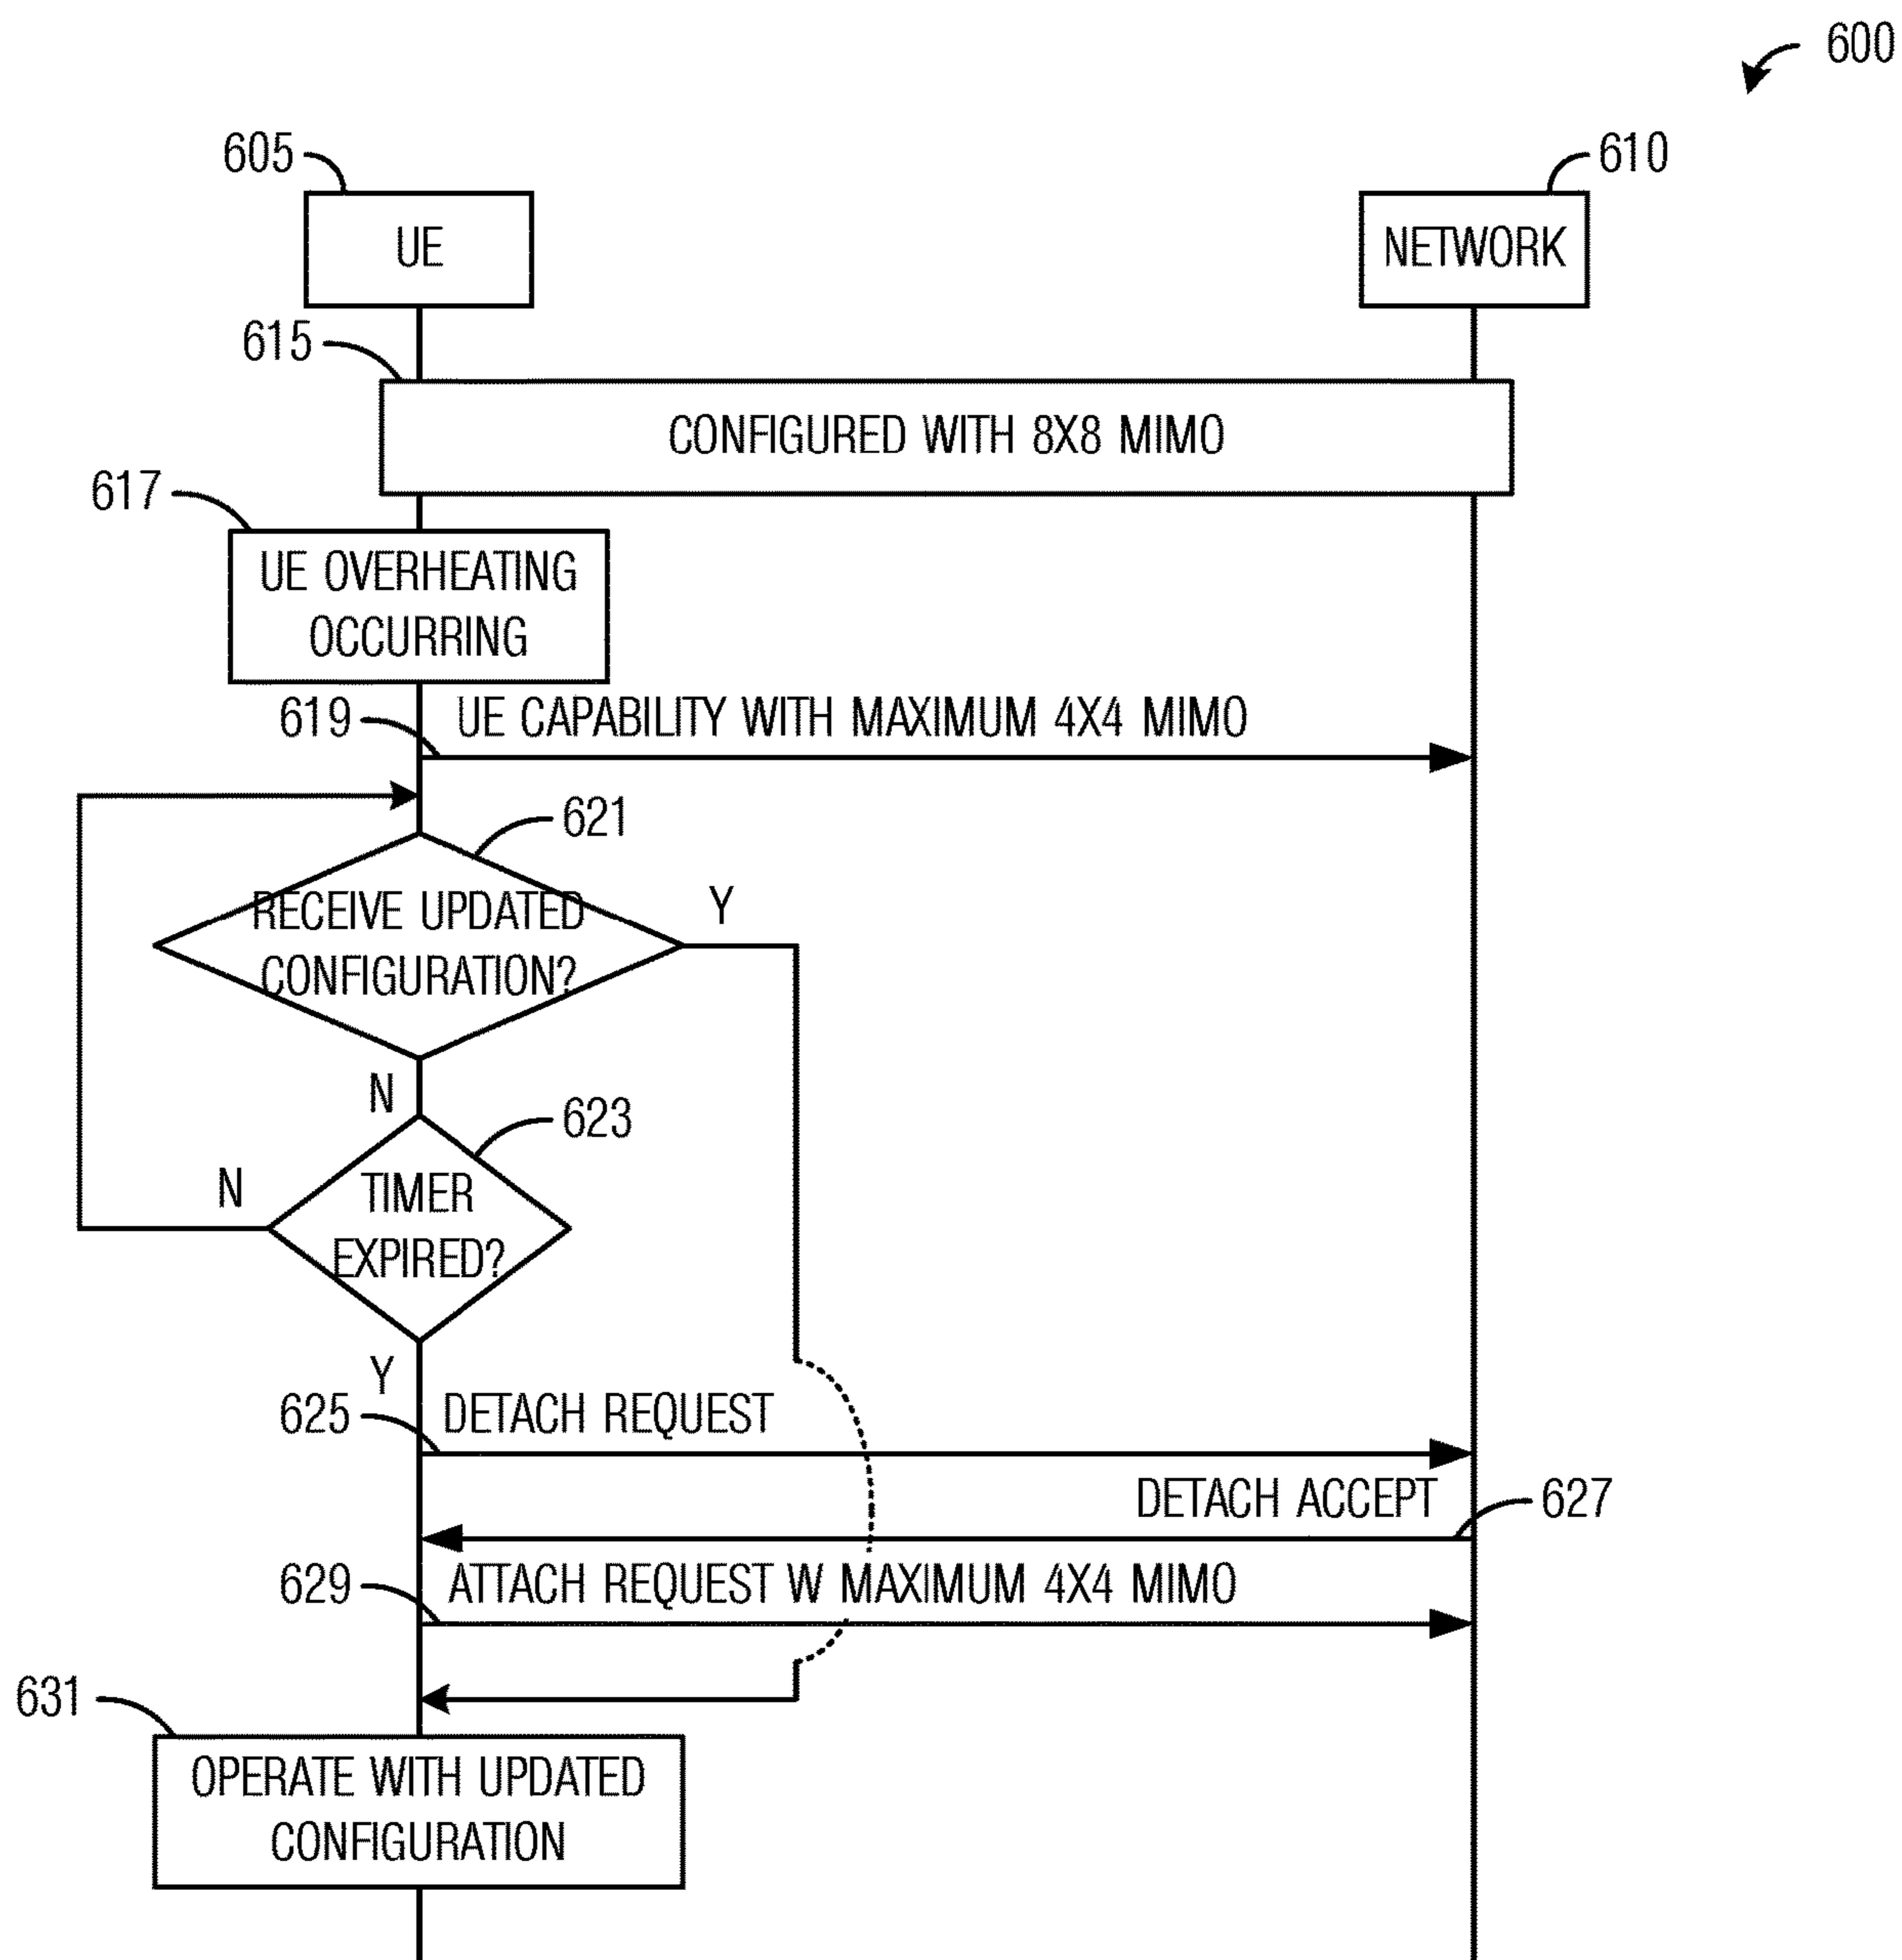 600
605
610
UE
NETWORK
615
CONFIGURED WITH 8X8 MIMO
617
UE OVERHEATING
OCCURRING
619
UE CAPABILITY WITH MAXIMUM 4X4 MIMO
621
RECEIVE UPDATED
CONFIGURATION?
Y
N
623
TIMER
EXPIRED?
N
Y
625
DETACH REQUEST
DETACH ACCEPT
627
629
ATTACH REQUEST W MAXIMUM 4X4 MIMO
631
OPERATE WITH UPDATED
CONFIGURATION